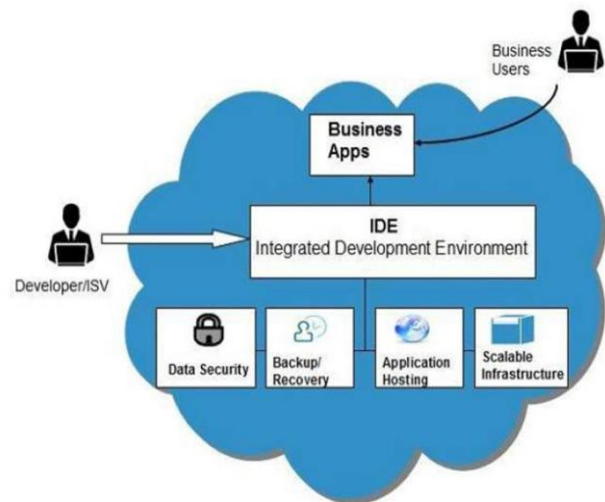 Business
Users
Business
Apps
IDE
Integrated Development Environment
Developer/ISV
Data Security
Backup/
Recovery
Application
Hosting
Scalable
Infrastructure